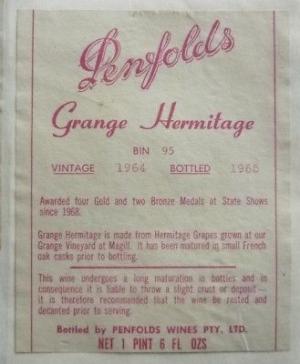 Penfolds
Grange Hermitage
BIN 95
VINTAGE 1964 BOTTLED 1965
Awarded four Gold and two Bronze Medals at State Shows
since 1968.
Grange Hermitage is made from Hermitage Grapes grown at our
Grange Vineyard at Magill. It has been matured in small French
oak casks prior to bottling.
This wine undergoes a long maturation in bottles and in
consequence it is liable to throw a slight crust or deposit —
it is therefore recommended that the wine be rested and
decanted prior to serving.
Bottled by PENFOLDS WINES PTY. LTD.
NET 1 PINT 6 FL OZS